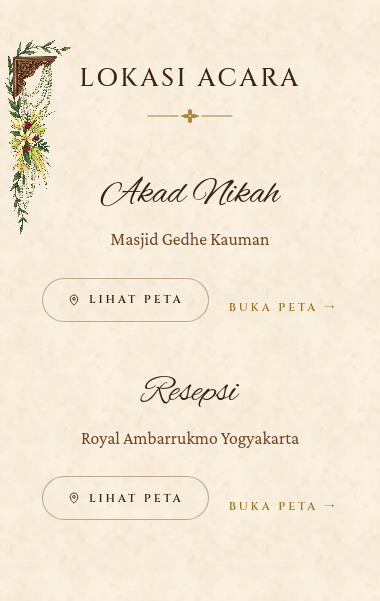 LOKASI ACARA
Akad Nikah
Masjid Gedhe Kauman
LIHAT PETA
BUKA PETA →
Resepsi
Royal Ambarrukmo Yogyakarta
LIHAT PETA
BUKA PETA →